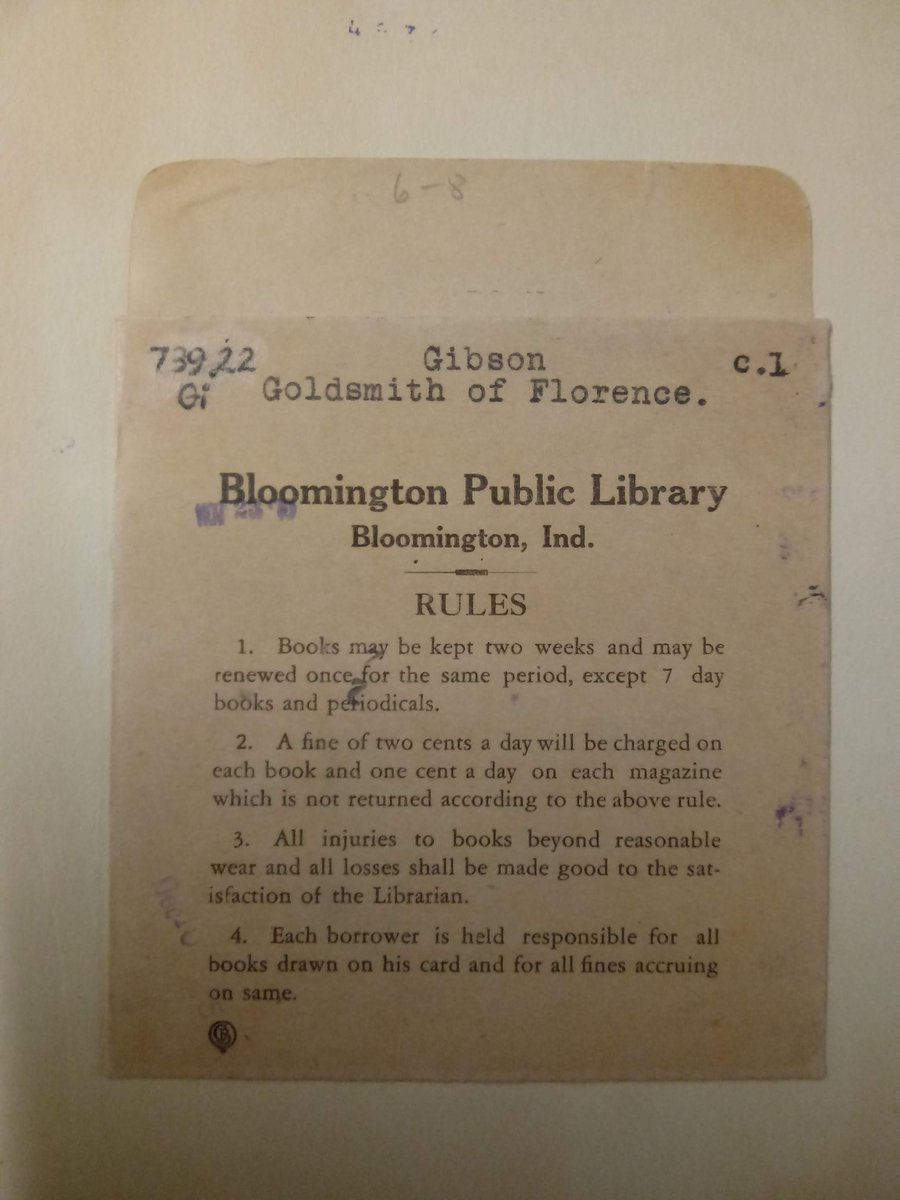 6-8
739.22 Gibson c.1
Gi Goldsmith of Florence.
Bloomington Public Library
Bloomington, Ind.
RULES
1. Books may be kept two weeks and may be
renewed once for the same period, except 7 day
books and periodicals.
2. A fine of two cents a day will be charged on
each book and one cent a day on each magazine
which is not returned according to the above rule.
3. All injuries to books beyond reasonable
wear and all losses shall be made good to the sat-
isfaction of the Librarian.
4. Each borrower is held responsible for all
books drawn on his card and for all fines accruing
on same.